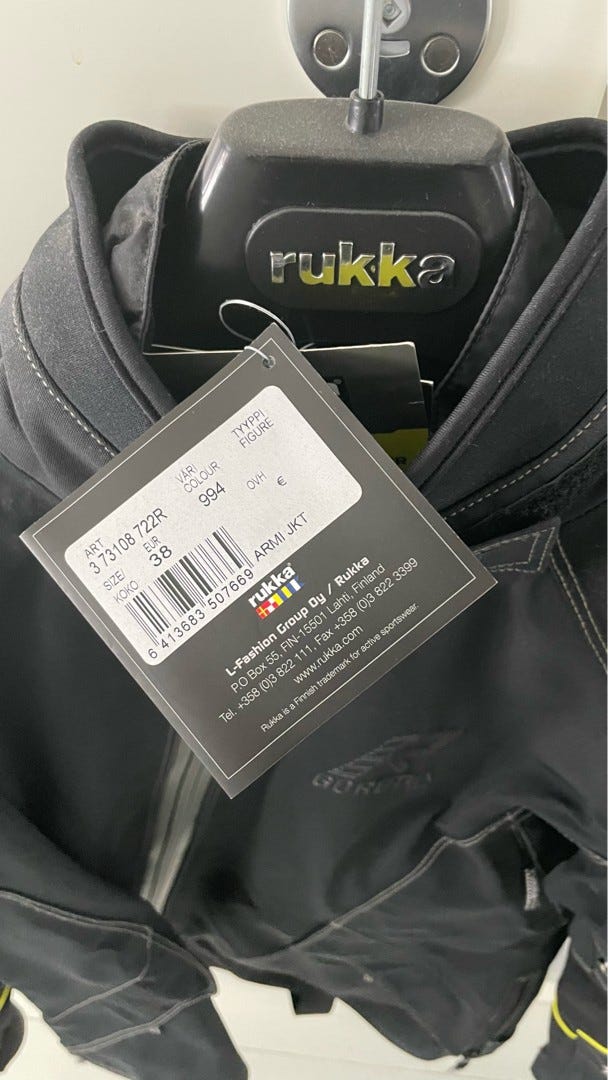 rukka
TYYPPI
FIGURE
VÄRI
COLOUR
994
OVH
€
ART
3 73108 722R
SIZE/
KOKO
EUR
38
6 413683 507669
ARMI JKT
rukka
L-Fashion Group Oy / Rukka
P.O Box 55, FIN-15501 Lahti, Finland
Tel. +358 (0)3 822 111, Fax +358 (0)3 822 3399
www.rukka.com
Rukka is a Finnish trademark for active sportswear.